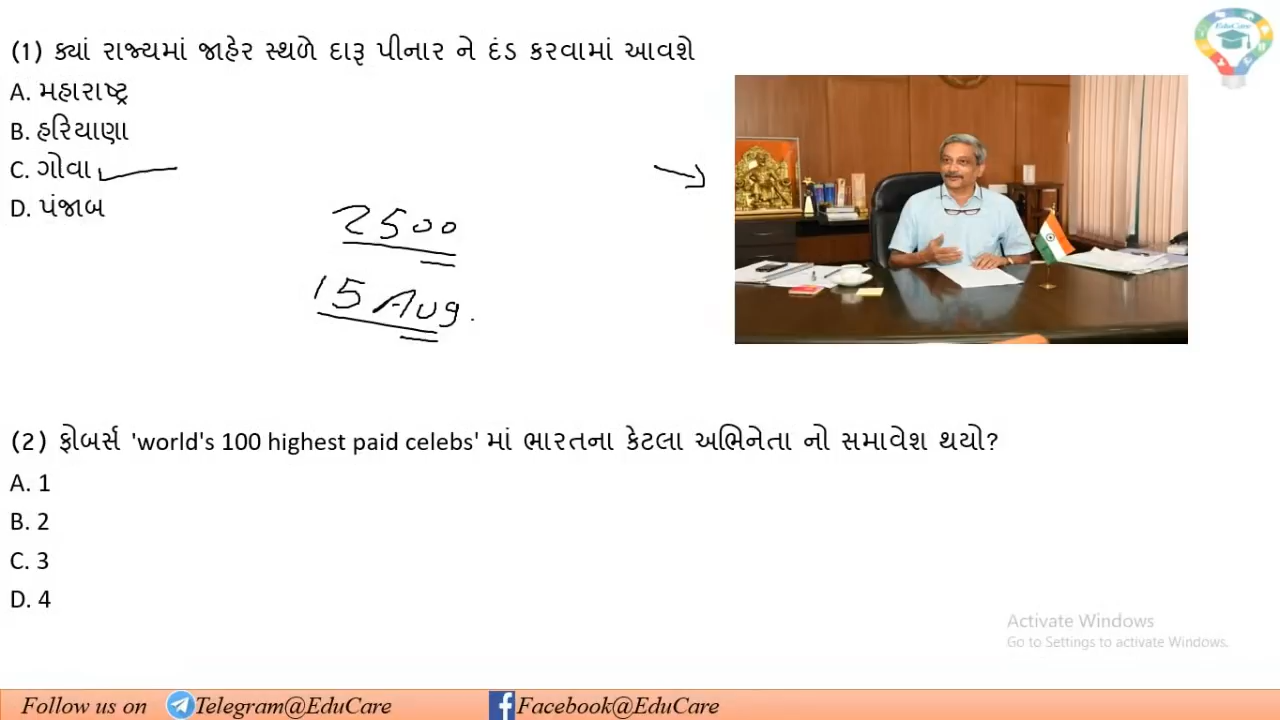 (1) ક્યાં રાજ્યમાં જાહેર સ્થળે દારૂ પીનાર ને દંડ કરવામાં આવશે
A. મહારાષ્ટ્ર
B. હરિયાણા
C. ગોવા
D. પંજાબ
2500
15 Aug.
EduCare
(2) ફોબર્સ 'world's 100 highest paid celebs' માં ભારતના કેટલા અભિનેતા નો સમાવેશ થયો?
A. 1
B. 2
C. 3
D. 4
Activate Windows
Go to Settings to activate Windows.
Follow us on Telegram@EduCare Facebook@EduCare